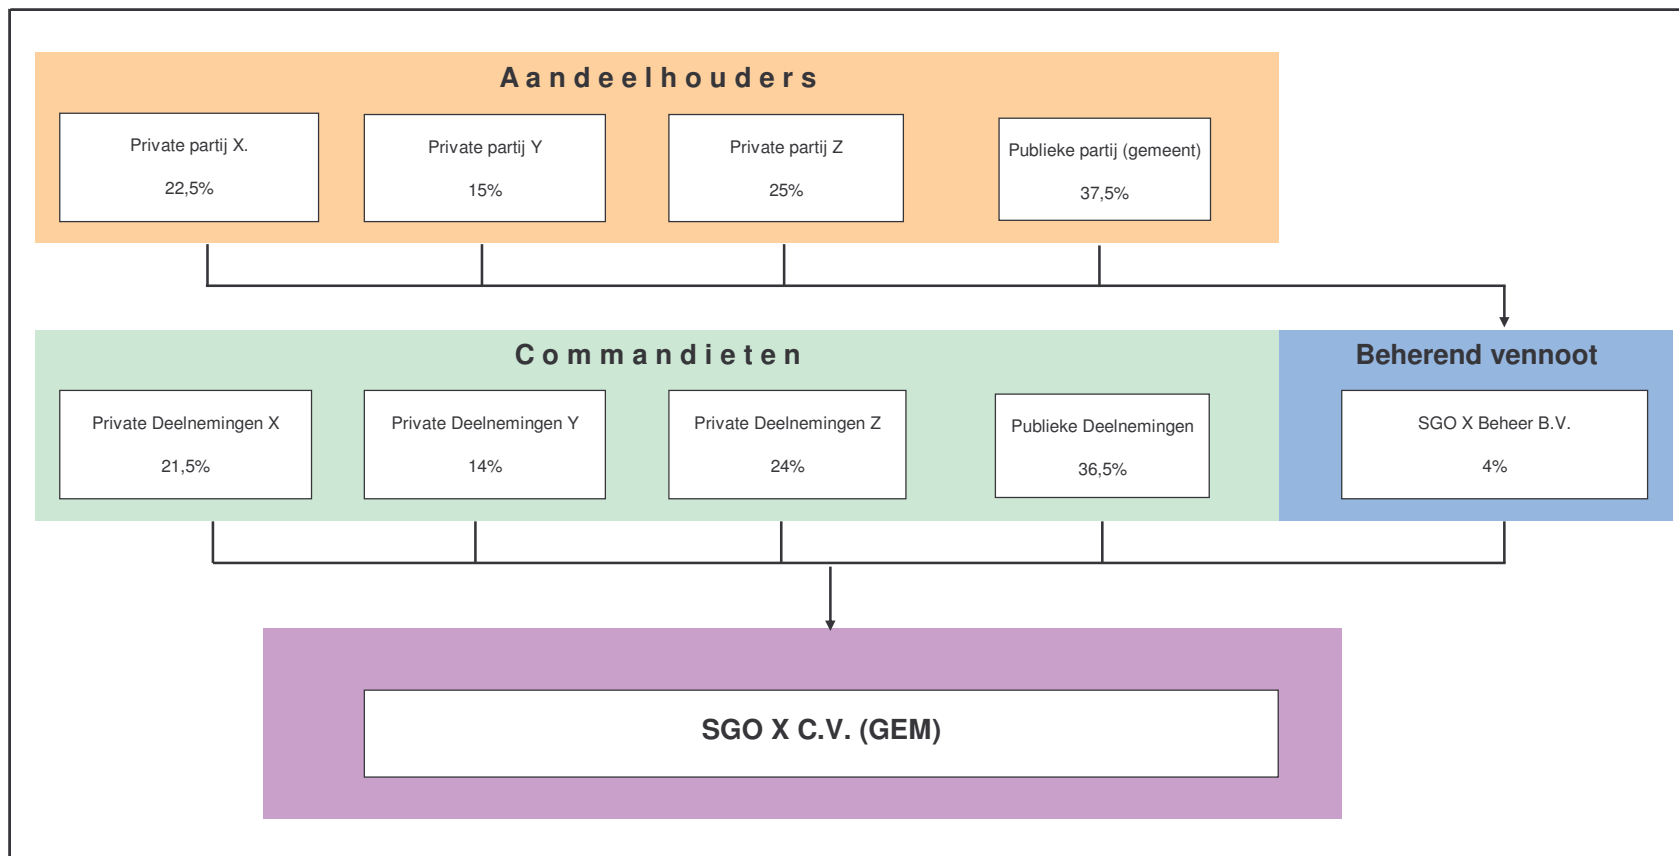 Aandeelhouders
Private partij X.
22,5%
Private partij Y
15%
Private partij Z
25%
Publieke partij (gemeent)
37,5%
Commandieten
Private Deelnemingen X
21,5%
Private Deelnemingen Y
14%
Private Deelnemingen Z
24%
Publieke Deelnemingen
36,5%
Beherend vennoot
SGO X Beheer B.V.
4%
SGO X C.V. (GEM)